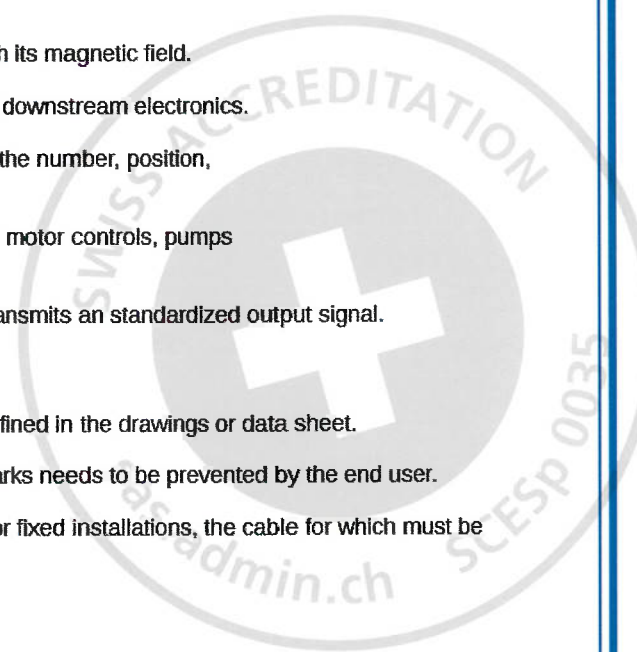 h its magnetic field.
downstream electronics.
the number, position,
motor controls, pumps
ansmits an standardized output signal.
fined in the drawings or data sheet.
arks needs to be prevented by the end user.
or fixed installations, the cable for which must be
SWISS ACCREDITATION
as.admin.ch
SCESp 0035